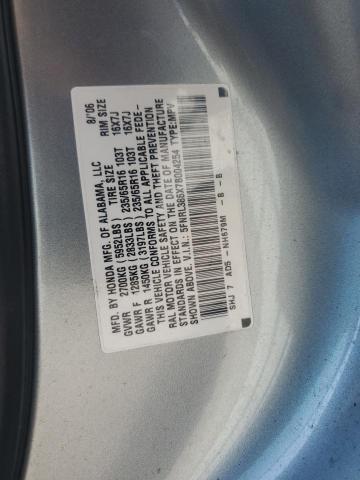 MFD. BY HONDA MFG. OF ALABAMA, LLC 8/'06
TIRE SIZE RIM SIZE
GVWR 2700KG (5952LBS)
GAWR F 1285KG (2833LBS) 235/65R16 103T 16X7J
GAWR R 1450KG (3197LBS) 235/65R16 103T 16X7J
THIS VEHICLE CONFORMS TO ALL APPLICABLE FEDE-
RAL MOTOR VEHICLE SAFETY AND THEFT PREVENTION
STANDARDS IN EFFECT ON THE DATE OF MANUFACTURE
SHOWN ABOVE. V.I.N.: 5FNRL385X7B004254 TYPE: MPV
SHJ 7 AD5 - NH679M - B - B